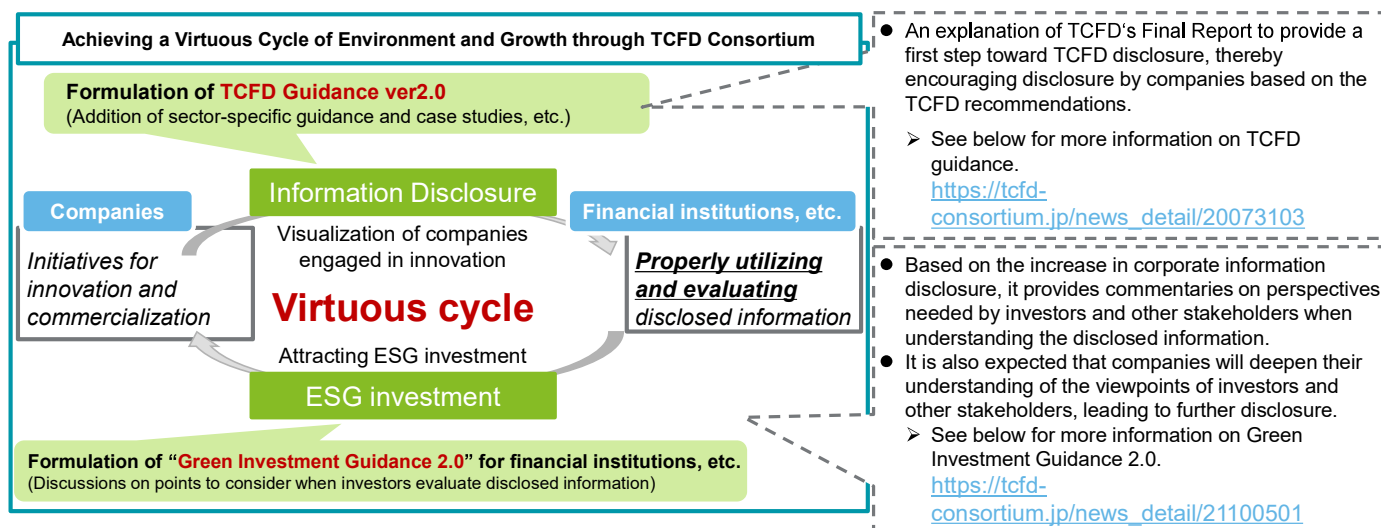 Achieving a Virtuous Cycle of Environment and Growth through TCFD Consortium
Formulation of TCFD Guidance ver2.0
(Addition of sector-specific guidance and case studies, etc.)
Information Disclosure
Companies
Financial institutions, etc.
Initiatives for
innovation and
commercialization
Visualization of companies
engaged in innovation
Virtuous cycle
Attracting ESG investment
Properly utilizing
and evaluating
disclosed information
ESG investment
Formulation of “Green Investment Guidance 2.0” for financial institutions, etc.
(Discussions on points to consider when investors evaluate disclosed information)
● An explanation of TCFD‘s Final Report to provide a
first step toward TCFD disclosure, thereby
encouraging disclosure by companies based on the
TCFD recommendations.
➢ See below for more information on TCFD
guidance.
https://tcfd-
consortium.jp/news_detail/20073103
● Based on the increase in corporate information
disclosure, it provides commentaries on perspectives
needed by investors and other stakeholders when
understanding the disclosed information.
● It is also expected that companies will deepen their
understanding of the viewpoints of investors and
other stakeholders, leading to further disclosure.
➢ See below for more information on Green
Investment Guidance 2.0.
https://tcfd-
consortium.jp/news_detail/21100501